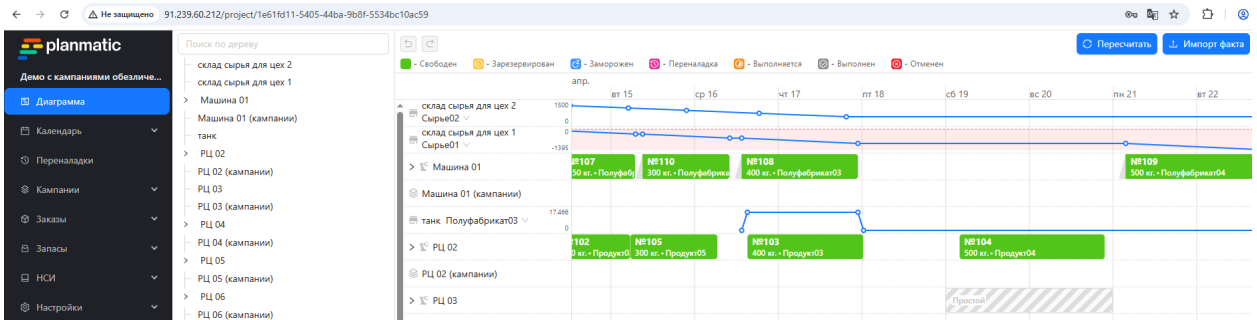 Не защищено 91.239.60.212/project/1e61fd11-5405-44ba-9b8f-5534bc10ac59
planmatic
Демо с кампаниями обезличе...
Диаграмма
Календарь
Переналадки
Кампании
Заказы
Запасы
НСИ
Настройки
Поиск по дереву
склад сырья для цех 2
склад сырья для цех 1
Машина 01
Машина 01 (кампании)
танк
РЦ 02
РЦ 02 (кампании)
РЦ 03
РЦ 03 (кампании)
РЦ 04
РЦ 04 (кампании)
РЦ 05
РЦ 05 (кампании)
РЦ 06
РЦ 06 (кампании)
Пересчитать Импорт факта
- Свободен - Зарезервирован - Заморожен - Переналадка - Выполняется - Выполнен - Отменен
апр.
вт 15 ср 16 чт 17 пт 18 сб 19 вс 20 пн 21 вт 22
склад сырья для цех 2 1500
Сырье02 0
склад сырья для цех 1 0
Сырье01 -1395
Машина 01
№107 №110 №108 №109
50 кг. • Полуфабр 300 кг. • Полуфабрика 400 кг. • Полуфабрикат03 500 кг. • Полуфабрикат04
Машина 01 (кампании)
17.466
танк Полуфабрикат03
0
РЦ 02
№102 №105 №103 №104
0 кг. • Продукт0 300 кг. • Продукт05 400 кг. • Продукт03 500 кг. • Продукт04
РЦ 02 (кампании)
РЦ 03
Простой